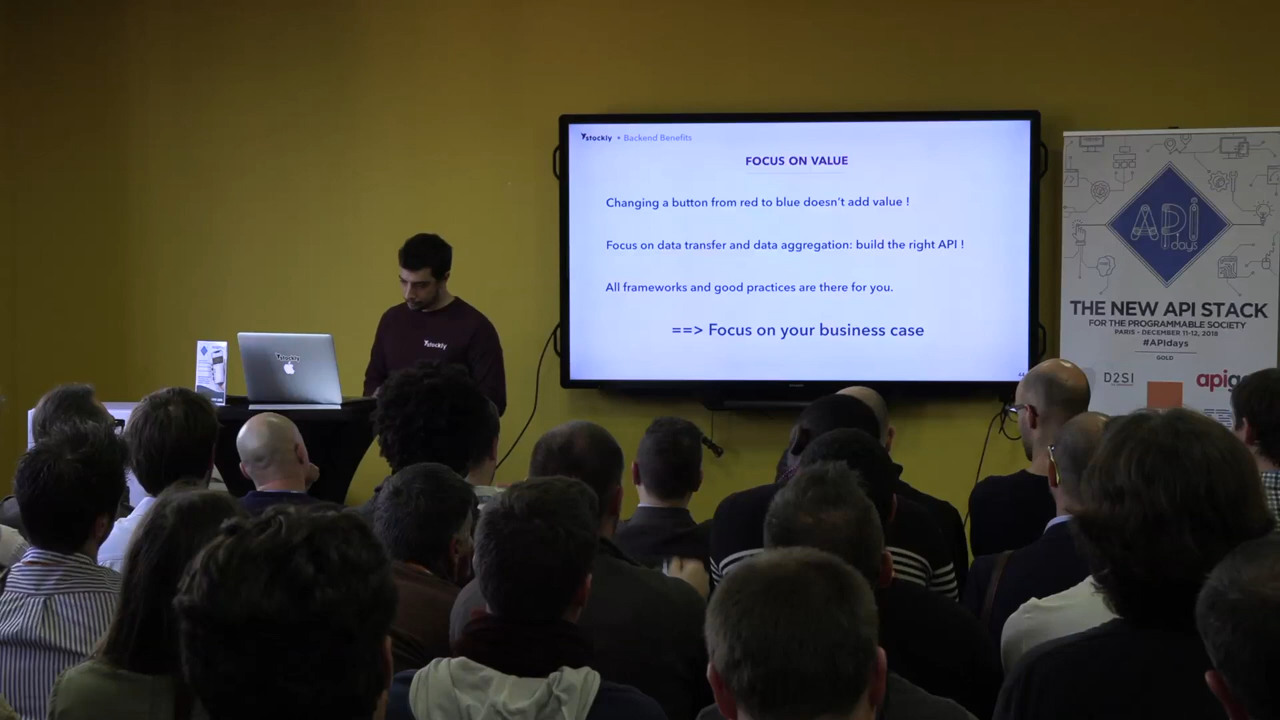 stockly • Backend Benefits
FOCUS ON VALUE
Changing a button from red to blue doesn't add value !
Focus on data transfer and data aggregation: build the right API !
All frameworks and good practices are there for you.
==> Focus on your business case
stockly
stockly
API
days
THE NEW API STACK
FOR THE PROGRAMMABLE SOCIETY
PARIS - DECEMBER 11-12, 2018
#APIdays
GOLD
D2SI